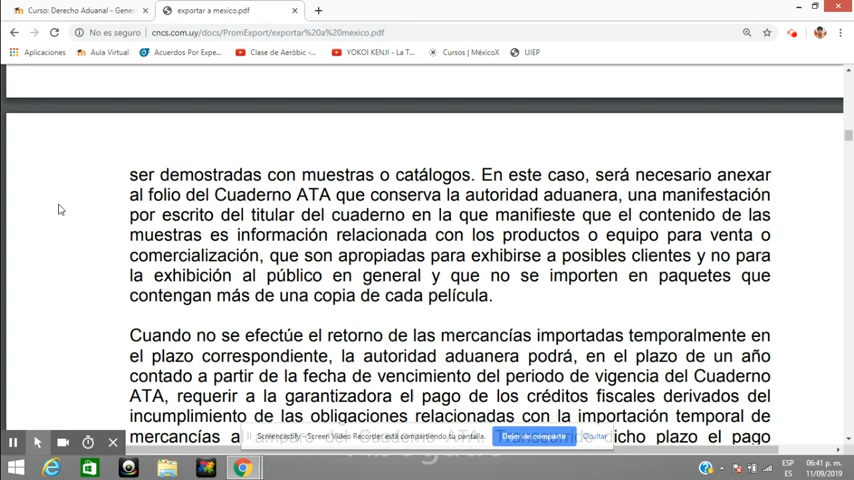 Curso: Derecho Aduanal - Gener
exportar a mexico.pdf
No es seguro
cncs.com.uy/docs/PromExport/exportar%20a%20mexico.pdf
Aplicaciones
Aula Virtual
Acuerdos Por Expe...
Clase de Aeróbic -...
YOKOI KENJI - La T...
Cursos | MéxicoX
UIEP
ser demostradas con muestras o catálogos. En este caso, será necesario anexar
al folio del Cuaderno ATA que conserva la autoridad aduanera, una manifestación
por escrito del titular del cuaderno en la que manifieste que el contenido de las
muestras es información relacionada con los productos o equipo para venta o
comercialización, que son apropiadas para exhibirse a posibles clientes y no para
la exhibición al público en general y que no se importen en paquetes que
contengan más de una copia de cada película.
Cuando no se efectúe el retorno de las mercancías importadas temporalmente en
el plazo correspondiente, la autoridad aduanera podrá, en el plazo de un año
contado a partir de la fecha de vencimiento del periodo de vigencia del Cuaderno
ATA, requerir a la garantizadora el pago de los créditos fiscales derivados del
incumplimiento de las obligaciones relacionadas con la importación temporal de
mercancías a
dicho plazo el pago
Screencastify - Screen Video Recorder está compartiendo tu pantalla.
Dejar de compartir
Ocultar
ESP
ES
06:41 p. m.
11/09/2019